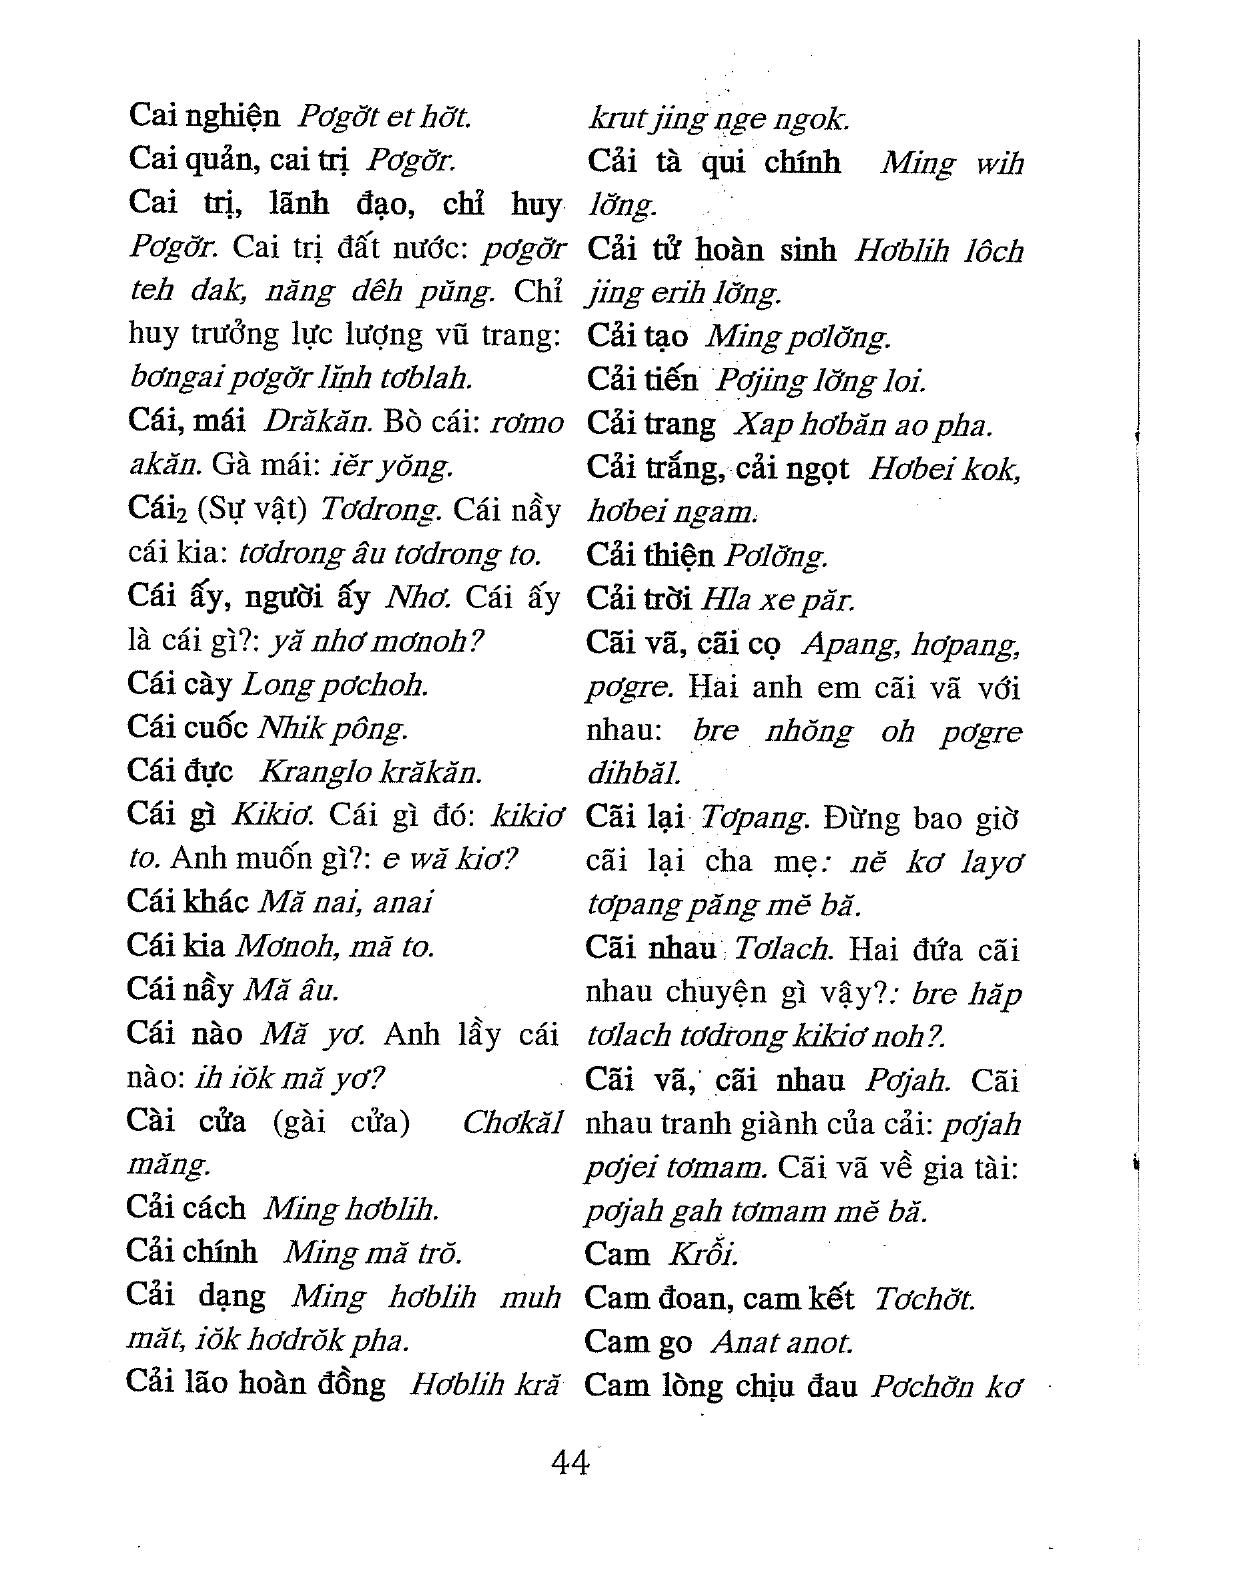 Cai nghiện Pơgơ̆t et hơ̆t.
Cai quản, cai trị Pơgơ̆r.
Cai trị, lãnh đạo, chỉ huy
Pơgơ̆r. Cai trị đất nước: pơgơ̆r
teh dak, năng dêh pŭng. Chỉ
huy trưởng lực lượng vũ trang:
bơngai pơgơ̆r lĭnh tơblah.
Cái, mái Drăkăn. Bò cái: rơmo
akăn. Gà mái: iĕr yŏng.
Cái₂ (Sự vật) Tơdrong. Cái nầy
cái kia: tơdrong âu tơdrong to.
Cái ấy, người ấy Nhơ. Cái ấy
là cái gì?: yă nhơ mơnoh?
Cái cày Long pơchoh.
Cái cuốc Nhik pông.
Cái đực Kranglo krăkăn.
Cái gì Kikiơ. Cái gì đó: kikiơ
to. Anh muốn gì?: e wă kiơ?
Cái khác Mă nai, anai
Cái kia Mơnoh, mă to.
Cái nầy Mă âu.
Cái nào Mă yơ. Anh lầy cái
nào: ih iŏk mă yơ?
Cài cửa (gài cửa) Chơkăl
măng.
Cải cách Ming hơblih.
Cải chính Ming mă trŏ.
Cải dạng Ming hơblih muh
măt, iŏk hơdrŏk pha.
Cải lão hoàn đồng Hơblih kră
krut jing nge ngok.
Cải tà qui chính Ming wih
lơ̆ng.
Cải tử hoàn sinh Hơblih lôch
jing erih lơ̆ng.
Cải tạo Ming pơlơ̆ng.
Cải tiến Pơjing lơ̆ng loi.
Cải trang Xap hơbăn ao pha.
Cải trắng, cải ngọt Hơbei kok,
hơbei ngam.
Cải thiện Pơlơ̆ng.
Cải trời Hla xe păr.
Cãi vã, cãi cọ Apang, hơpang,
pơgre. Hai anh em cãi vã với
nhau: bre nhŏng oh pơgre
dihbăl.
Cãi lại Tơpang. Đừng bao giờ
cãi lại cha mẹ: nĕ kơ layơ
tơpang păng mĕ bă.
Cãi nhau Tơlach. Hai đứa cãi
nhau chuyện gì vậy?: bre hăp
tơlach tơdrong kikiơ noh?.
Cãi vã, cãi nhau Pơjah. Cãi
nhau tranh giành của cải: pơjah
pơjei tơmam. Cãi vã về gia tài:
pơjah gah tơmam mĕ bă.
Cam Krô̆i.
Cam đoan, cam kết Tơchơ̆t.
Cam go Anat anot.
Cam lòng chịu đau Pơchơ̆n kơ
44